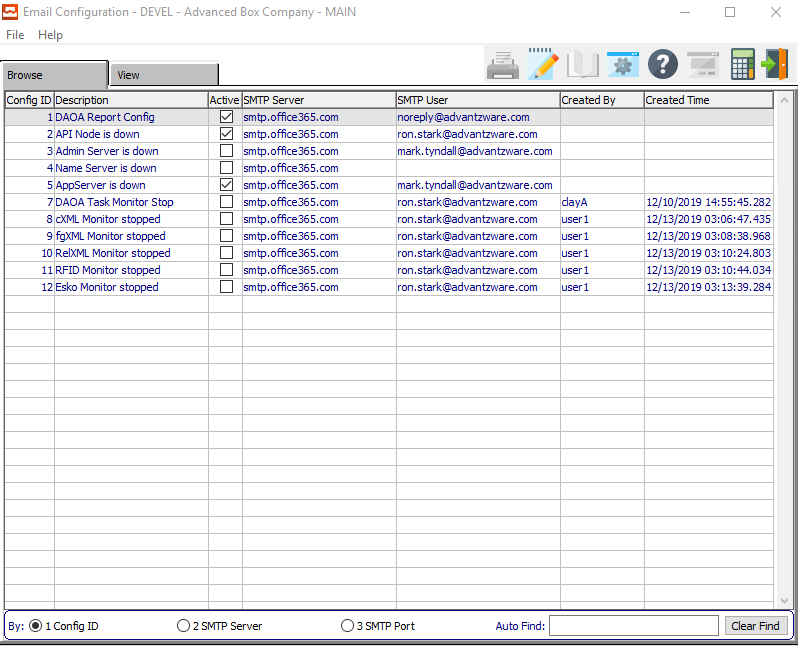 Email Configuration - DEVEL - Advanced Box Company - MAIN
File Help
Browse View
Config ID Description Active SMTP Server SMTP User Created By Created Time
1 DAOA Report Config smtp.office365.com noreply@advantzware.com
2 API Node is down smtp.office365.com ron.stark@advantzware.com
3 Admin Server is down smtp.office365.com mark.tyndall@advantzware.com
4 Name Server is down smtp.office365.com
5 AppServer is down smtp.office365.com mark.tyndall@advantzware.com
7 DAOA Task Monitor Stop smtp.office365.com ron.stark@advantzware.com clayA 12/10/2019 14:55:45.282
8 cXML Monitor stopped smtp.office365.com ron.stark@advantzware.com user1 12/13/2019 03:06:47.435
9 fgXML Monitor stopped smtp.office365.com ron.stark@advantzware.com user1 12/13/2019 03:08:38.968
10 RelXML Monitor stopped smtp.office365.com ron.stark@advantzware.com user1 12/13/2019 03:10:24.803
11 RFID Monitor stopped smtp.office365.com ron.stark@advantzware.com user1 12/13/2019 03:10:44.034
12 Esko Monitor stopped smtp.office365.com ron.stark@advantzware.com user1 12/13/2019 03:13:39.284
By: 1 Config ID 2 SMTP Server 3 SMTP Port Auto Find: Clear Find